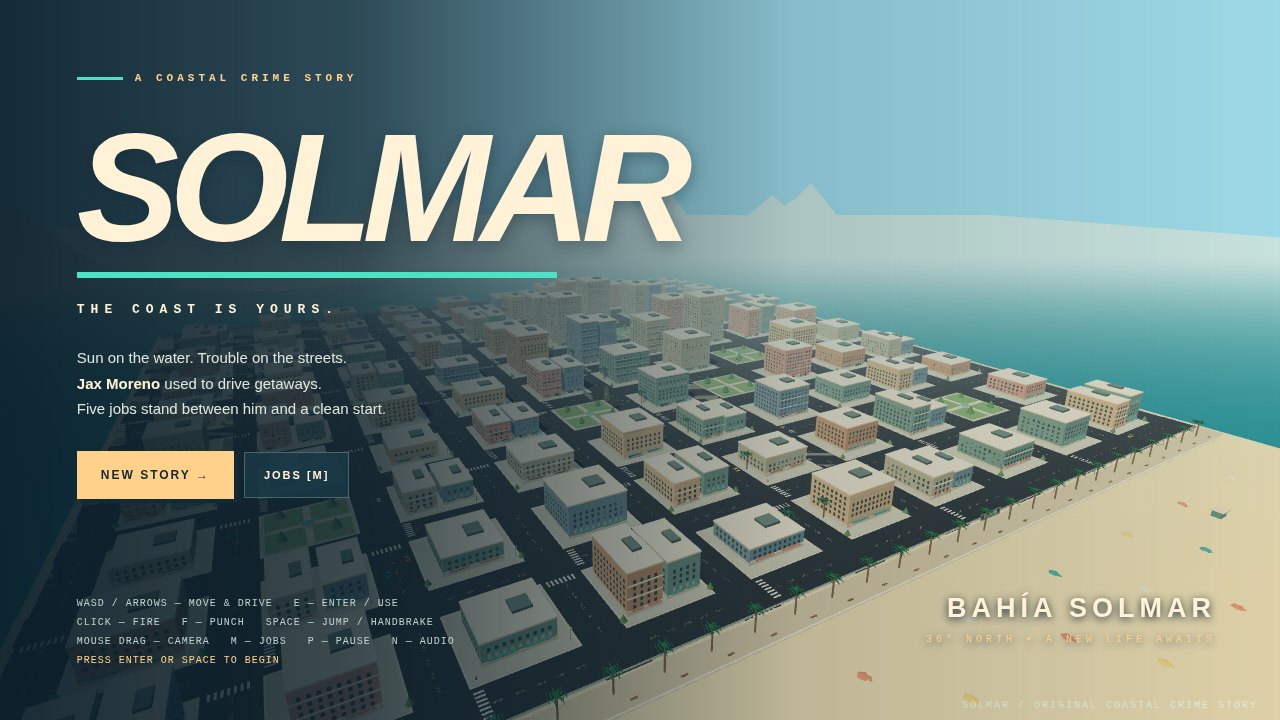 A COASTAL CRIME STORY
SOLMAR
THE COAST IS YOURS.
Sun on the water. Trouble on the streets.
Jax Moreno used to drive getaways.
Five jobs stand between him and a clean start.
NEW STORY →
JOBS [M]
WASD / ARROWS — MOVE & DRIVE E — ENTER / USE
CLICK — FIRE F — PUNCH SPACE — JUMP / HANDBRAKE
MOUSE DRAG — CAMERA M — JOBS P — PAUSE N — AUDIO
PRESS ENTER OR SPACE TO BEGIN
BAHÍA SOLMAR
36° NORTH • A NEW LIFE AWAITS
SOLMAR / ORIGINAL COASTAL CRIME STORY